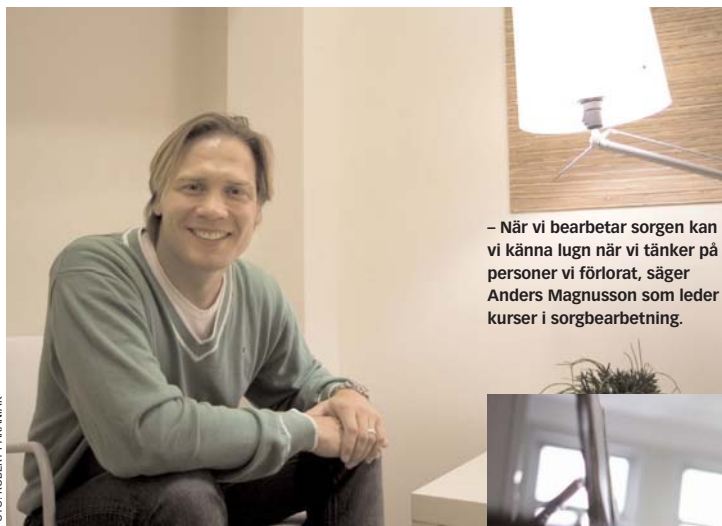 – När vi bearbetar sorgen kan
vi känna lugn när vi tänker på
personer vi förlorat, säger
Anders Magnusson som leder
kurser i sorgbearbetning.